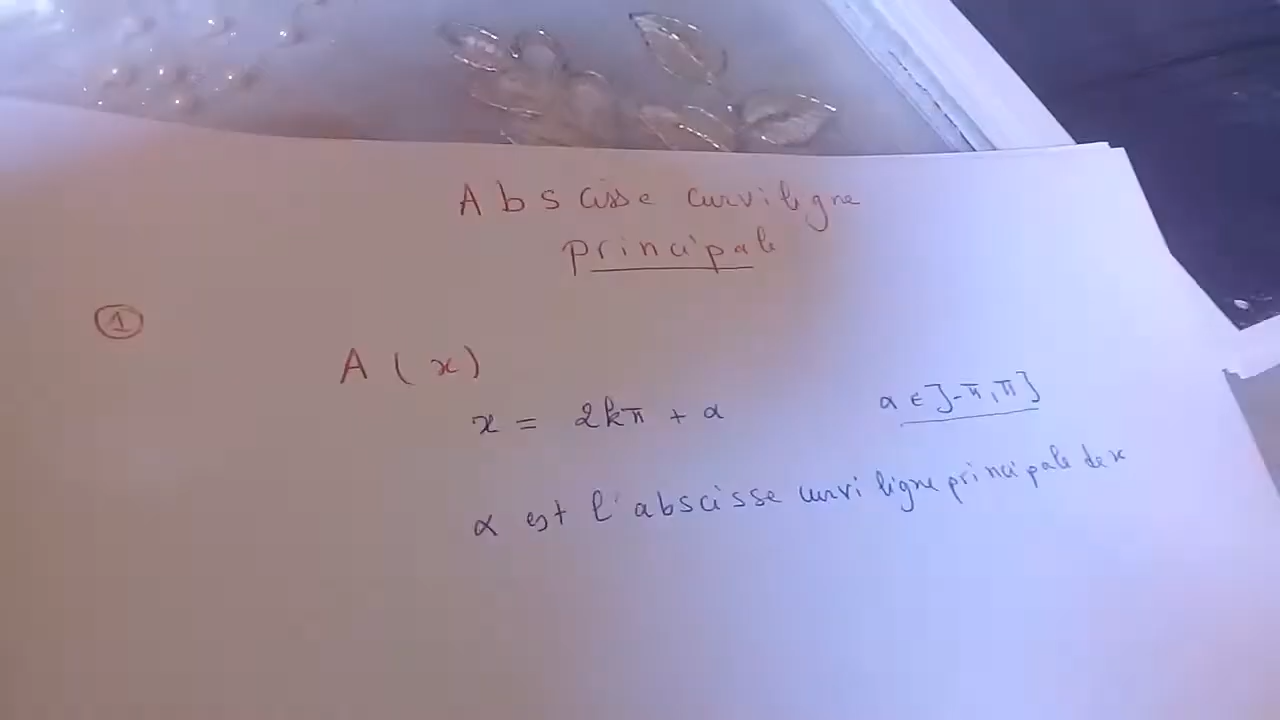 Abscisse curviligne
principale
①
A(x)
x = 2kπ + α α ∈ ]-π, π]
α est l'abscisse curviligne principale de x